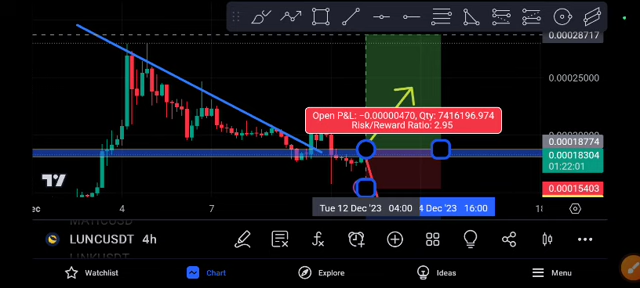 0.00028717
0.00025000
Open P&L: −0.00000470, Qty: 7416196.974
Risk/Reward Ratio: 2.95
0.00018774
0.00018304
01:22:01
0.00015403
ec
4
7
Tue 12 Dec '23 04:00
4 Dec '23 16:00
18
LUNCUSDT 4h
Watchlist
Chart
Explore
Ideas
Menu